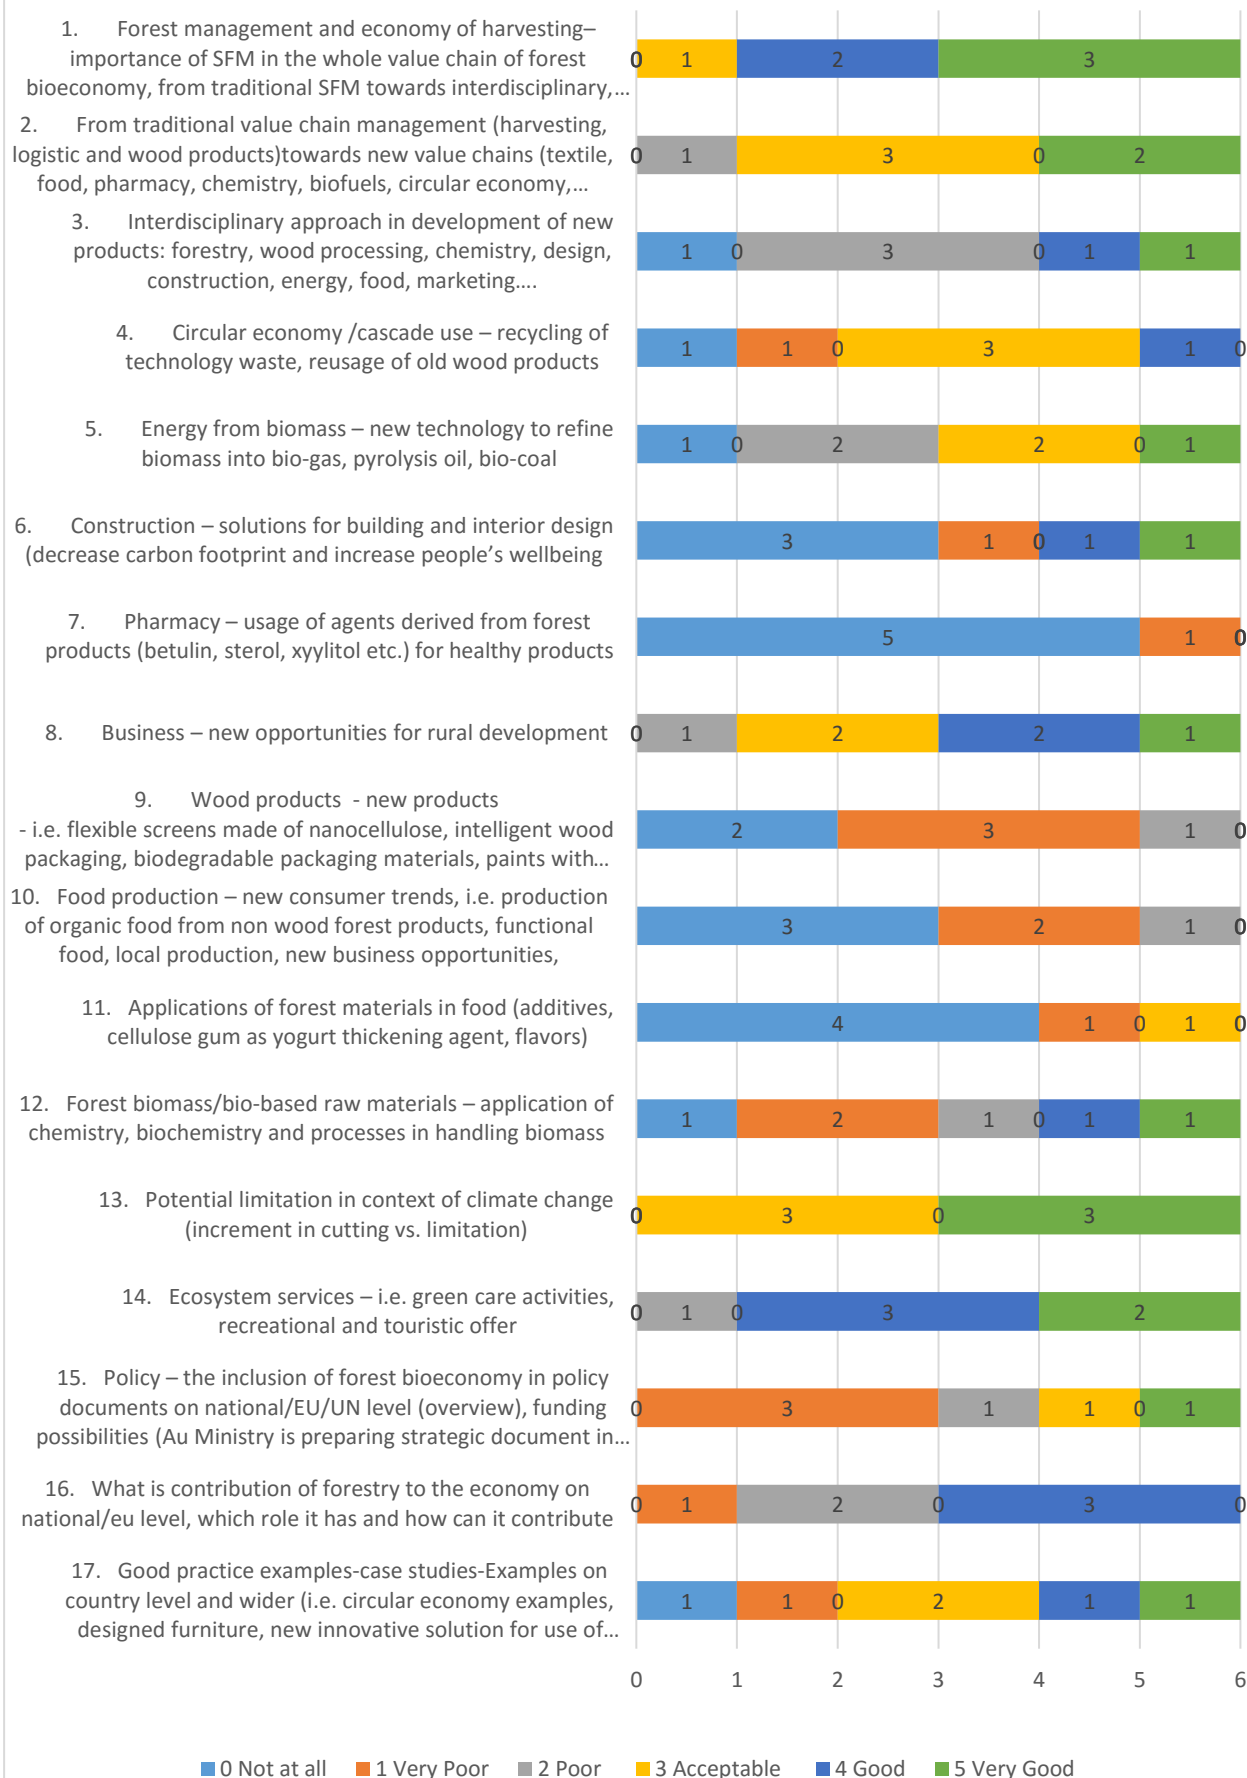 1. Forest management and economy of harvesting–
importance of SFM in the whole value chain of forest
bioeconomy, from traditional SFM towards interdisciplinary,…
0 1 2 3
2. From traditional value chain management (harvesting,
logistic and wood products)towards new value chains (textile,
food, pharmacy, chemistry, biofuels, circular economy,…
0 1 3 0 2
3. Interdisciplinary approach in development of new
products: forestry, wood processing, chemistry, design,
construction, energy, food, marketing….
1 0 3 0 1 1
4. Circular economy /cascade use – recycling of
technology waste, reusage of old wood products
1 1 0 3 1 0
5. Energy from biomass – new technology to refine
biomass into bio-gas, pyrolysis oil, bio-coal
1 0 2 2 0 1
6. Construction – solutions for building and interior design
(decrease carbon footprint and increase people’s wellbeing
3 1 0 1 1
7. Pharmacy – usage of agents derived from forest
products (betulin, sterol, xyylitol etc.) for healthy products
5 1 0
8. Business – new opportunities for rural development
0 1 2 2 1
9. Wood products - new products
- i.e. flexible screens made of nanocellulose, intelligent wood
packaging, biodegradable packaging materials, paints with…
2 3 1 0
10. Food production – new consumer trends, i.e. production
of organic food from non wood forest products, functional
food, local production, new business opportunities,
3 2 1 0
11. Applications of forest materials in food (additives,
cellulose gum as yogurt thickening agent, flavors)
4 1 0 1 0
12. Forest biomass/bio-based raw materials – application of
chemistry, biochemistry and processes in handling biomass
1 2 1 0 1 1
13. Potential limitation in context of climate change
(increment in cutting vs. limitation)
0 3 0 3
14. Ecosystem services – i.e. green care activities,
recreational and touristic offer
0 1 0 3 2
15. Policy – the inclusion of forest bioeconomy in policy
documents on national/EU/UN level (overview), funding
possibilities (Au Ministry is preparing strategic document in…
0 3 1 1 0 1
16. What is contribution of forestry to the economy on
national/eu level, which role it has and how can it contribute
0 1 2 0 3 0
17. Good practice examples-case studies-Examples on
country level and wider (i.e. circular economy examples,
designed furniture, new innovative solution for use of…
1 1 0 2 1 1
0 1 2 3 4 5 6
0 Not at all 1 Very Poor 2 Poor 3 Acceptable 4 Good 5 Very Good